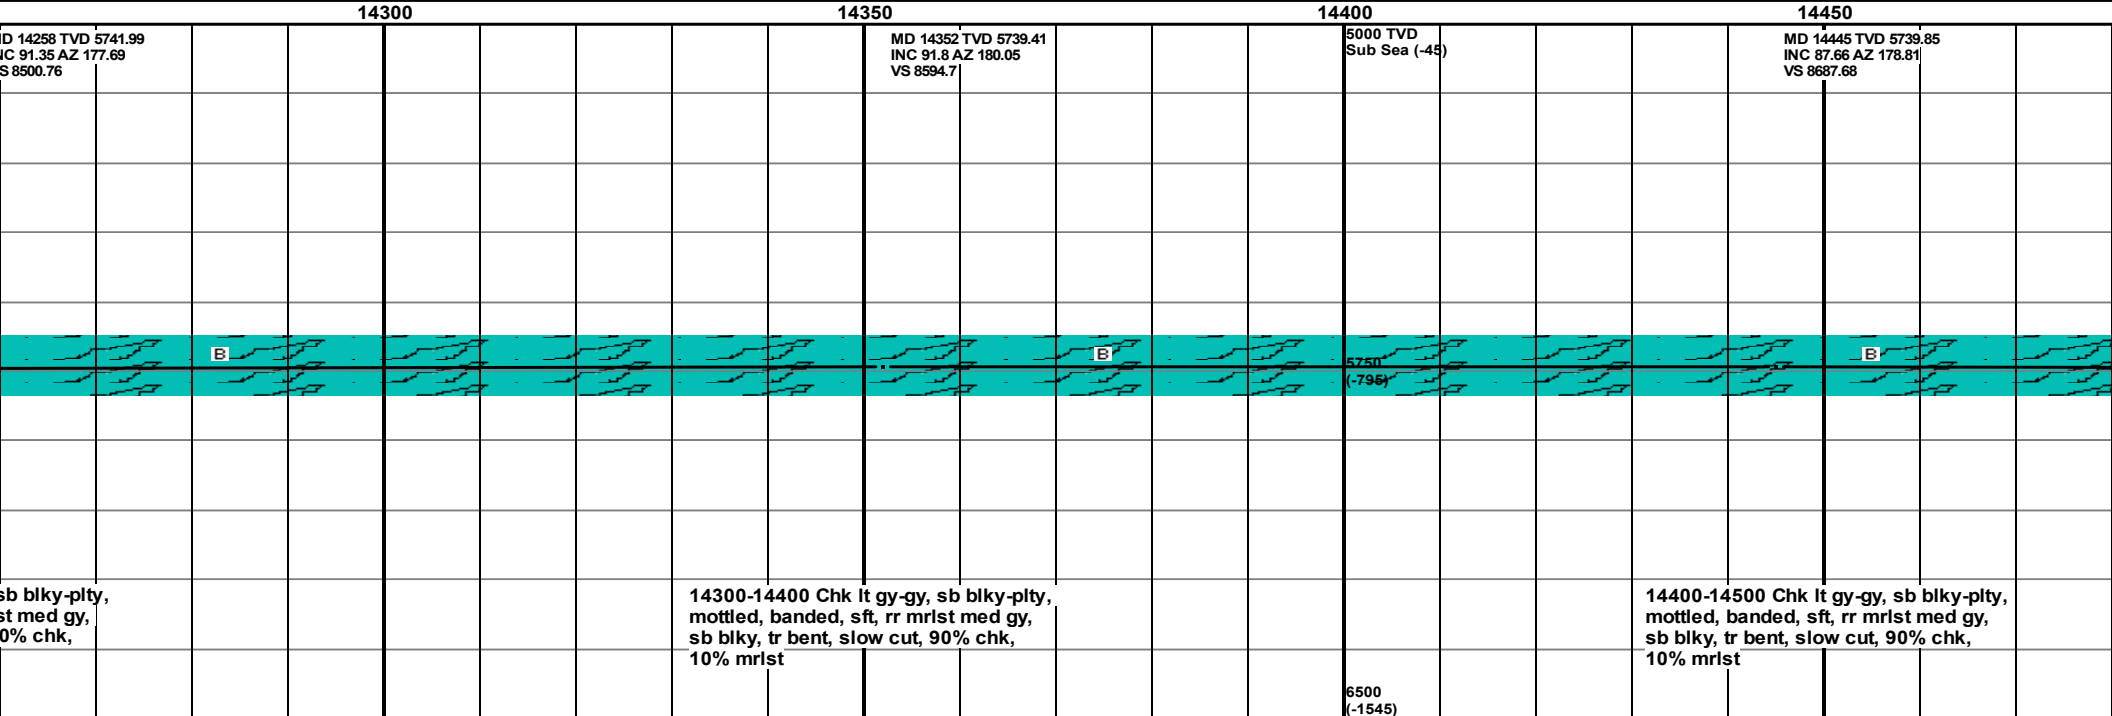 14300 14350 14400 14450
D 14258 TVD 5741.99
NC 91.35 AZ 177.69
S 8500.76
MD 14352 TVD 5739.41
INC 91.8 AZ 180.05
VS 8594.7
5000 TVD
Sub Sea (-45)
MD 14445 TVD 5739.85
INC 87.66 AZ 178.81
VS 8687.68
B B B
5750
(-795)
sb blky-plty,
st med gy,
0% chk,
14300-14400 Chk lt gy-gy, sb blky-plty,
mottled, banded, sft, rr mrlst med gy,
sb blky, tr bent, slow cut, 90% chk,
10% mrlst
14400-14500 Chk lt gy-gy, sb blky-plty,
mottled, banded, sft, rr mrlst med gy,
sb blky, tr bent, slow cut, 90% chk,
10% mrlst
6500
(-1545)